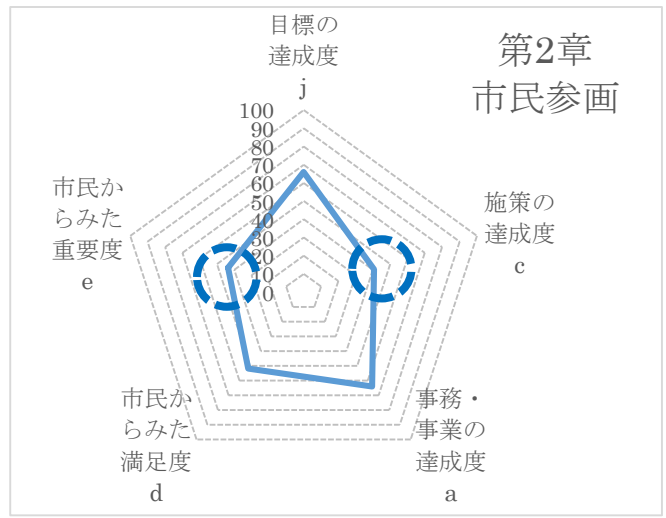 目標の
達成度
j
第2章
市民参画
100
90
80
70
60
50
40
30
20
10
0
市民か
らみた
重要度
e
施策の
達成度
c
市民か
らみた
満足度
d
事務・
事業の
達成度
a